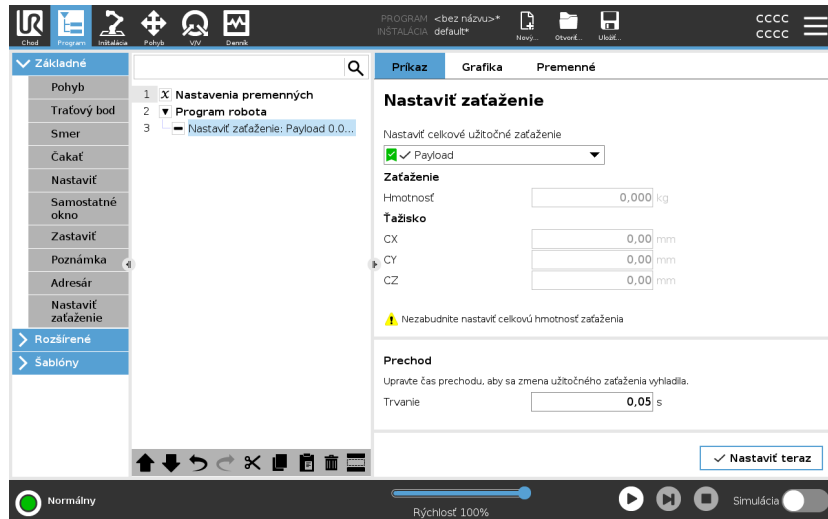 UR
PROGRAM <bez názvu>*
INŠTALÁCIA default*
Chod
Program
Inštalácia
Pohyb
V/V
Denník
Nový...
Otvoriť...
Uložiť...
CCCC
CCCC
Základné
Pohyb
Traťový bod
Smer
Čakať
Nastaviť
Samostatné
okno
Zastaviť
Poznámka
Adresár
Nastaviť
zaťaženie
Rozšírené
Šablóny
1 X Nastavenia premenných
2 Program robota
3 Nastaviť zaťaženie: Payload 0.0...
Príkaz Grafika Premenné
Nastaviť zaťaženie
Nastaviť celkové užitočné zaťaženie
Payload
Zaťaženie
Hmotnosť 0,000 kg
Ťažisko
CX 0,00 mm
CY 0,00 mm
CZ 0,00 mm
Nezabudnite nastaviť celkovú hmotnosť zaťaženia
Prechod
Upravte čas prechodu, aby sa zmena užitočného zaťaženia vyhladila.
Trvanie 0,05 s
Nastaviť teraz
Normálny
Rýchlosť 100%
Simulácia